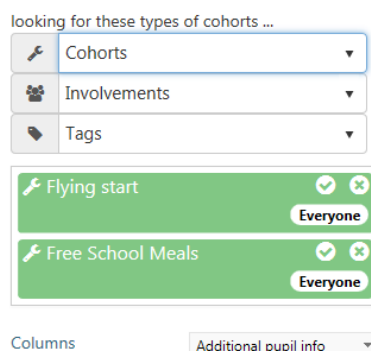 looking for these types of cohorts ...
Cohorts
Involvements
Tags
Flying start
Everyone
Free School Meals
Everyone
Columns Additional pupil info